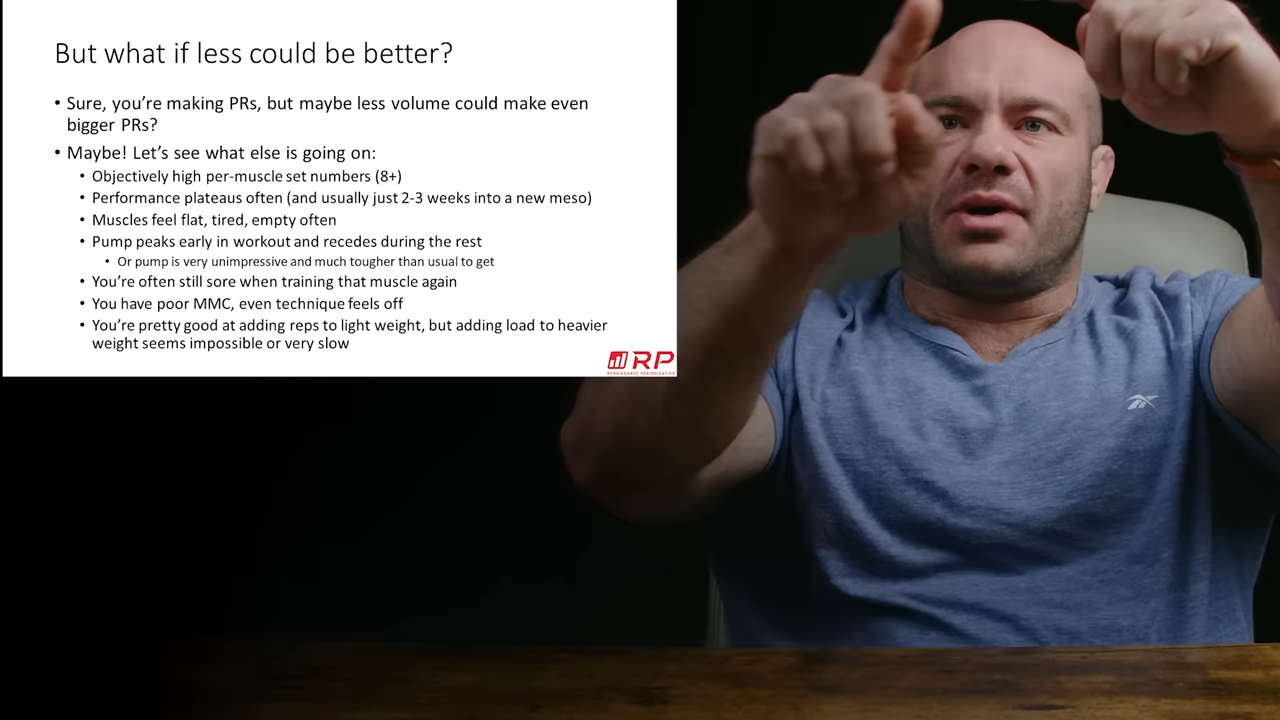 But what if less could be better?
• Sure, you're making PRs, but maybe less volume could make even
bigger PRs?
• Maybe! Let's see what else is going on:
• Objectively high per-muscle set numbers (8+)
• Performance plateaus often (and usually just 2-3 weeks into a new meso)
• Muscles feel flat, tired, empty often
• Pump peaks early in workout and recedes during the rest
• Or pump is very unimpressive and much tougher than usual to get
• You're often still sore when training that muscle again
• You have poor MMC, even technique feels off
• You're pretty good at adding reps to light weight, but adding load to heavier
weight seems impossible or very slow
RP
RENAISSANCE PERIODIZATION